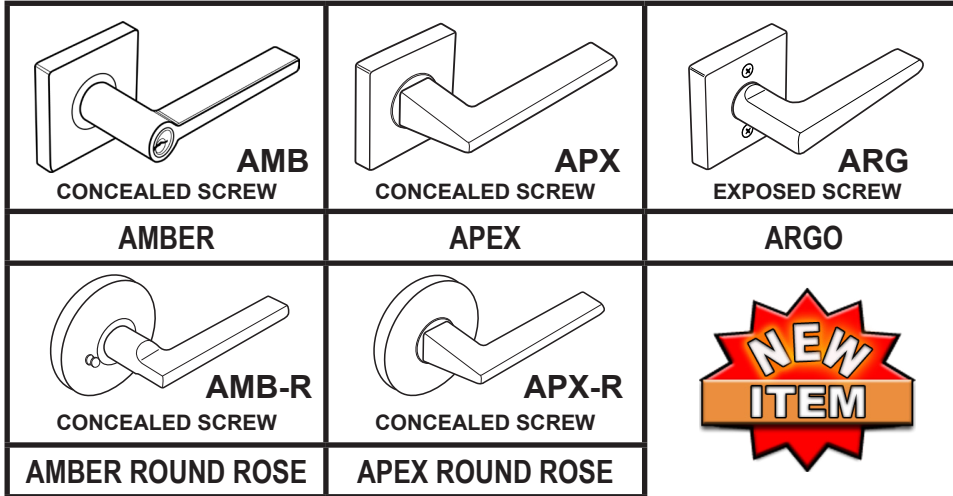 AMB
CONCEALED SCREW
APX
CONCEALED SCREW
ARG
EXPOSED SCREW
AMBER
APEX
ARGO
AMB-R
CONCEALED SCREW
APX-R
CONCEALED SCREW
NEW
ITEM
AMBER ROUND ROSE
APEX ROUND ROSE